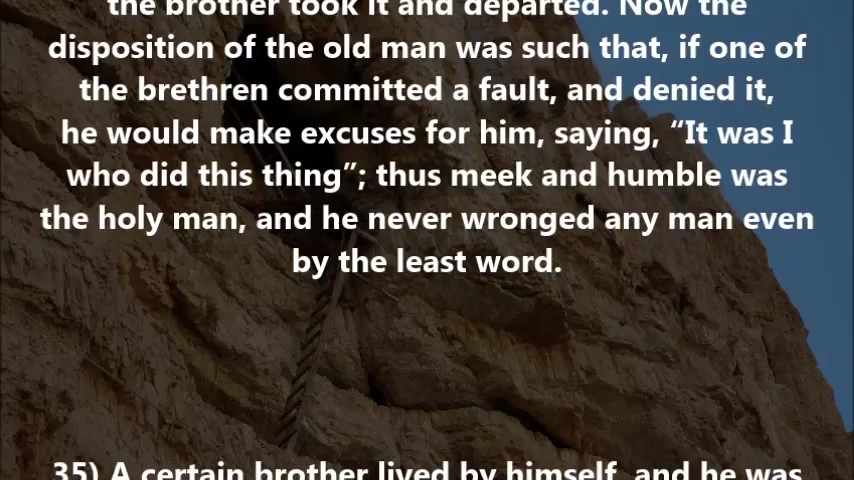 the brother took it and departed. Now the
disposition of the old man was such that, if one of
the brethren committed a fault, and denied it,
he would make excuses for him, saying, “It was I
who did this thing”; thus meek and humble was
the holy man, and he never wronged any man even
by the least word.
35) A certain brother lived by himself, and he was